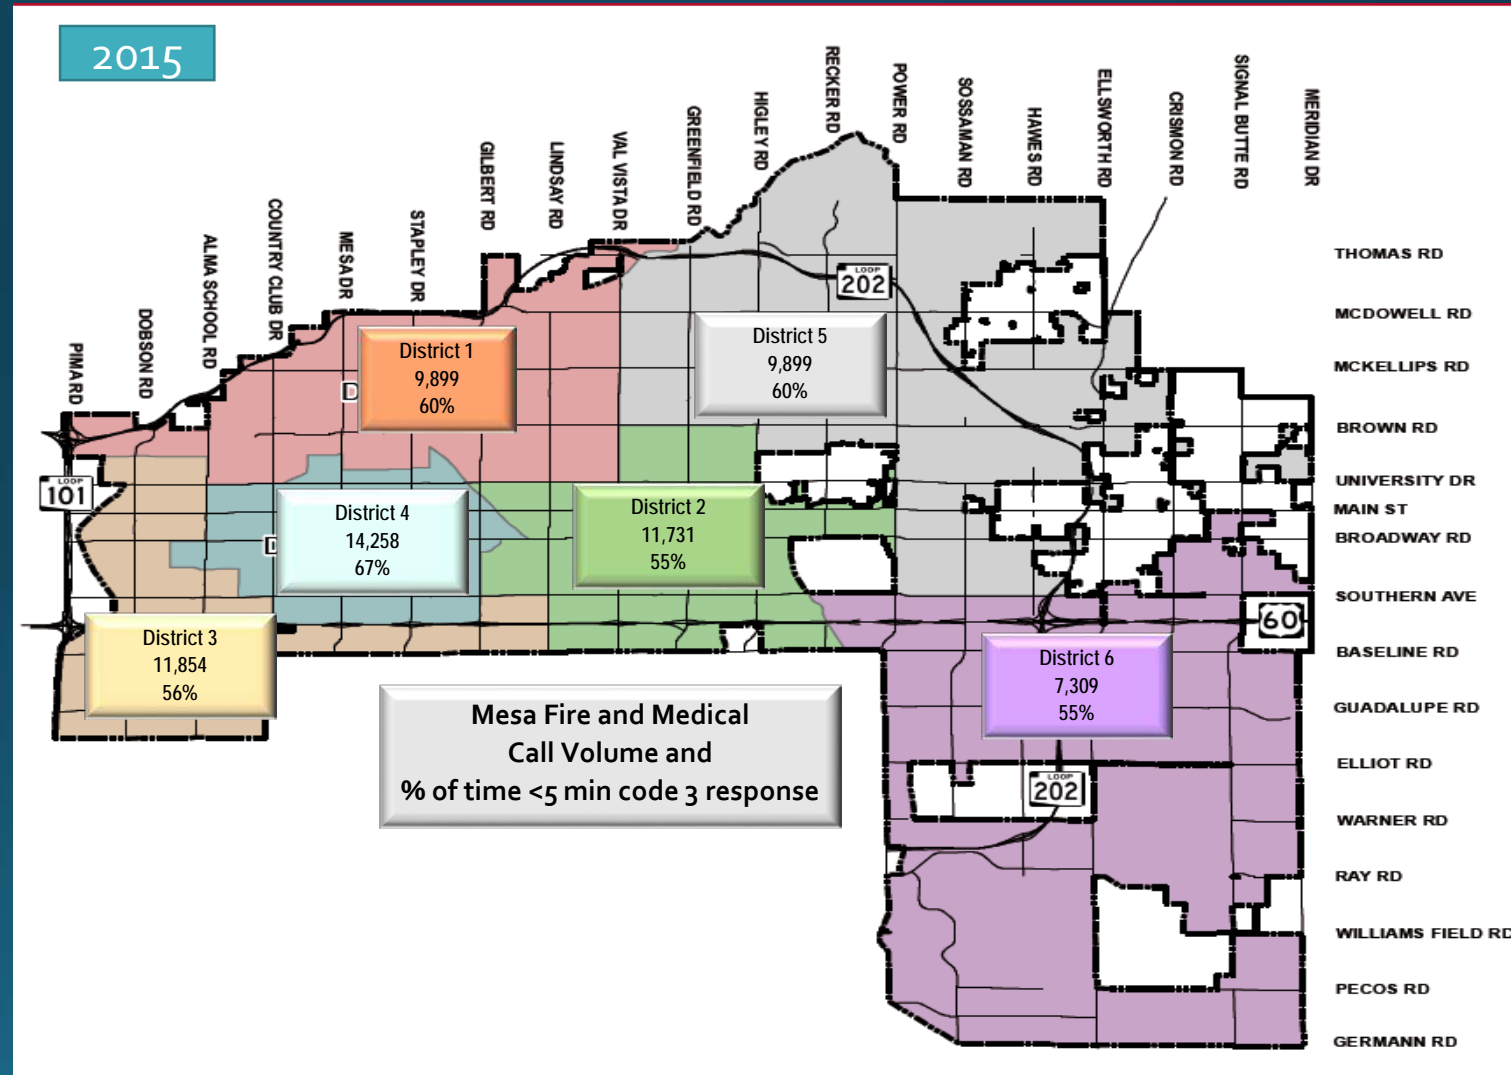 2015
PIMA RD
DOBSON RD
ALMA SCHOOL RD
COUNTRY CLUB DR
MESA DR
STAPLEY DR
GILBERT RD
LINDSAY RD
VAL VISTA DR
GREENFIELD RD
HIGLEY RD
RECKER RD
POWER RD
SOSSAMAN RD
HAWES RD
ELLSWORTH RD
CRISMON RD
SIGNAL BUTTE RD
MERIDIAN DR
THOMAS RD
MCDOWELL RD
MCKELLIPS RD
BROWN RD
UNIVERSITY DR
MAIN ST
BROADWAY RD
SOUTHERN AVE
BASELINE RD
GUADALUPE RD
ELLIOT RD
WARNER RD
RAY RD
WILLIAMS FIELD RD
PECOS RD
GERMANN RD
LOOP
202
LOOP
101
60
LOOP
202
D
D
District 1
9,899
60%
District 5
9,899
60%
District 4
14,258
67%
District 2
11,731
55%
District 3
11,854
56%
District 6
7,309
55%
Mesa Fire and Medical
Call Volume and
% of time <5 min code 3 response